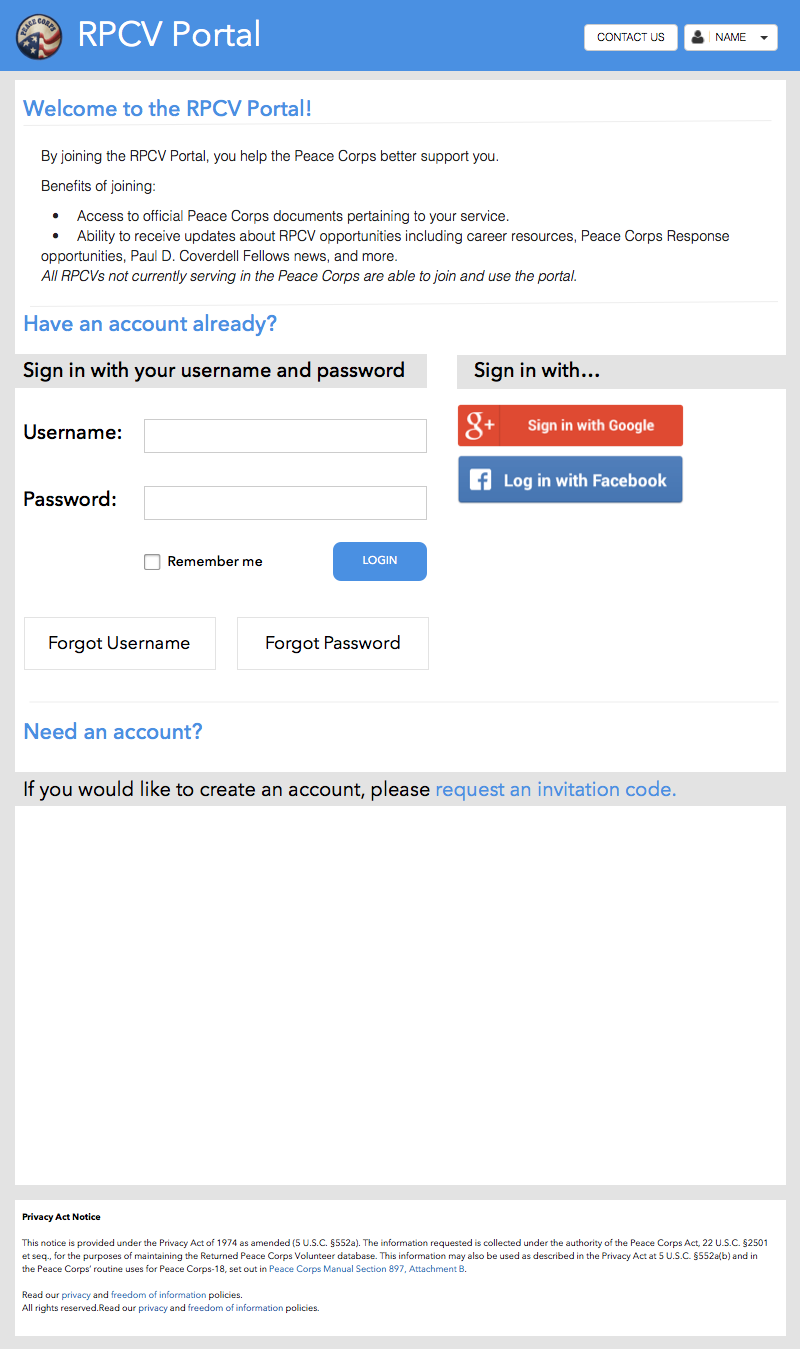 PEACE CORPS
RPCV Portal
CONTACT US
NAME
Welcome to the RPCV Portal!
By joining the RPCV Portal, you help the Peace Corps better support you.
Benefits of joining:
• Access to official Peace Corps documents pertaining to your service.
• Ability to receive updates about RPCV opportunities including career resources, Peace Corps Response
opportunities, Paul D. Coverdell Fellows news, and more.
All RPCVs not currently serving in the Peace Corps are able to join and use the portal.
Have an account already?
Sign in with your username and password
Sign in with...
Username:
g+ Sign in with Google
f Log in with Facebook
Password:
Remember me
LOGIN
Forgot Username
Forgot Password
Need an account?
If you would like to create an account, please request an invitation code.
Privacy Act Notice
This notice is provided under the Privacy Act of 1974 as amended (5 U.S.C. §552a). The information requested is collected under the authority of the Peace Corps Act, 22 U.S.C. §2501
et seq., for the purposes of maintaining the Returned Peace Corps Volunteer database. This information may also be used as described in the Privacy Act at 5 U.S.C. §552a(b) and in
the Peace Corps' routine uses for Peace Corps-18, set out in Peace Corps Manual Section 897, Attachment B.
Read our privacy and freedom of information policies.
All rights reserved.Read our privacy and freedom of information policies.